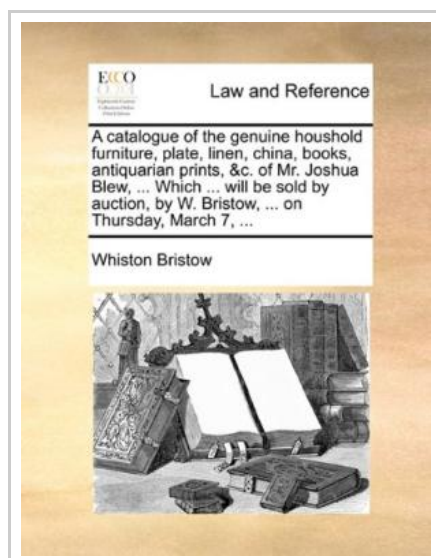 ECCO
Law and Reference
A catalogue of the genuine houshold
furniture, plate, linen, china, books,
antiquarian prints, &c. of Mr. Joshua
Blew, ... Which ... will be sold by
auction, by W. Bristow, ... on
Thursday, March 7, ...
Whiston Bristow